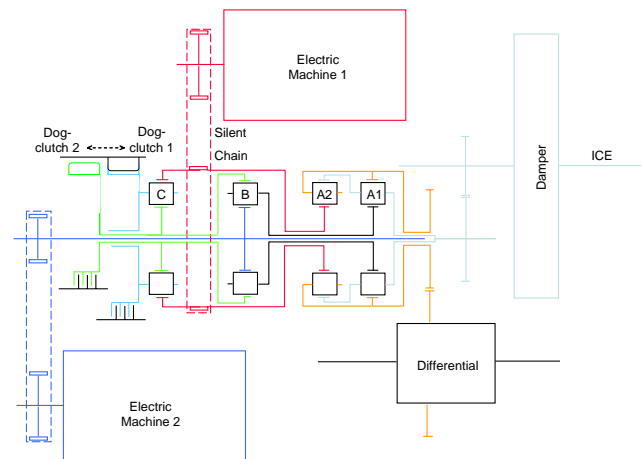 Electric
Machine 1
Dog-
clutch 2
Dog-
clutch 1
Silent
Chain
Damper
ICE
C
B
A2
A1
Differential
Electric
Machine 2